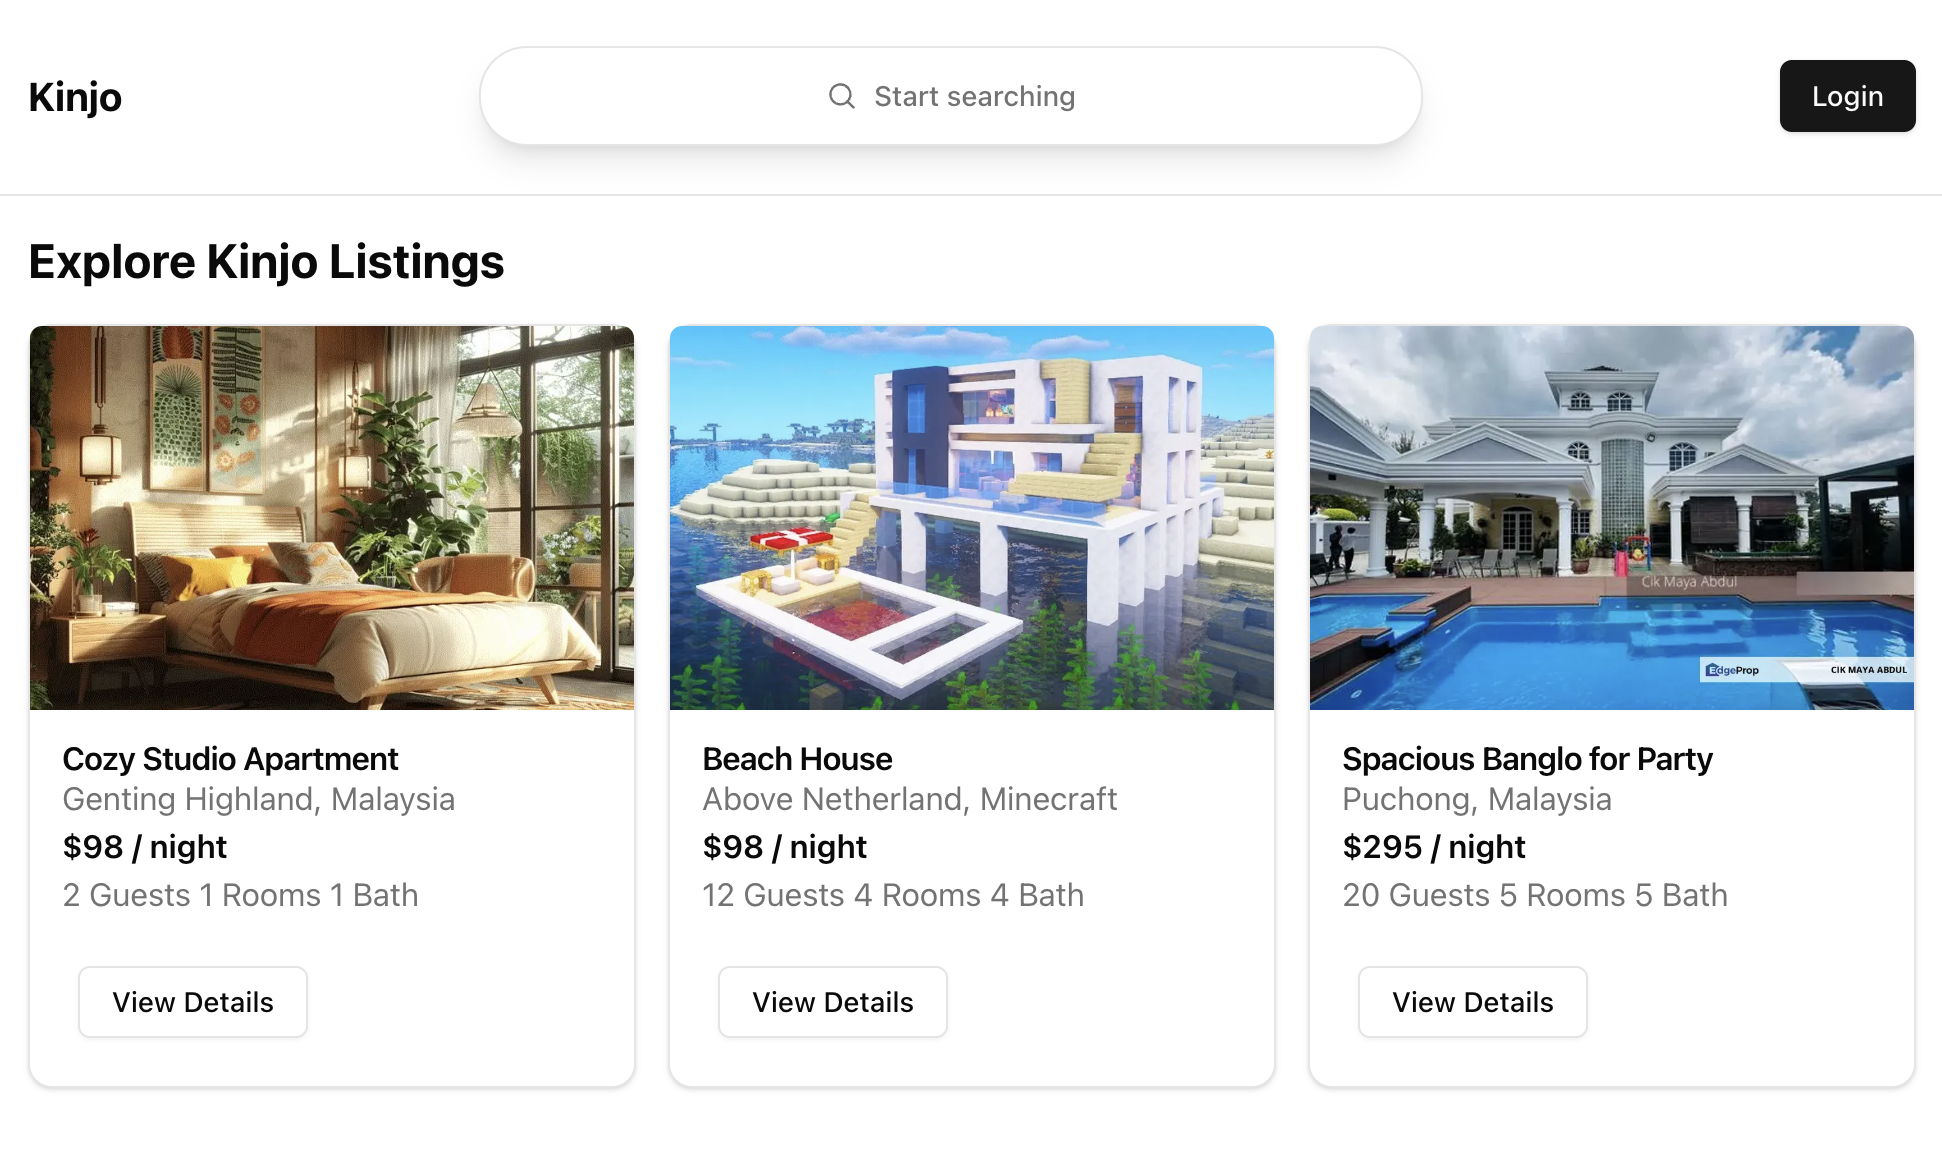 Kinjo
Start searching
Login
Explore Kinjo Listings
Cik Maya Abdul
EdgeProp
CIK MAYA ABDUL
Cozy Studio Apartment
Genting Highland, Malaysia
$98 / night
2 Guests 1 Rooms 1 Bath
View Details
Beach House
Above Netherland, Minecraft
$98 / night
12 Guests 4 Rooms 4 Bath
View Details
Spacious Banglo for Party
Puchong, Malaysia
$295 / night
20 Guests 5 Rooms 5 Bath
View Details